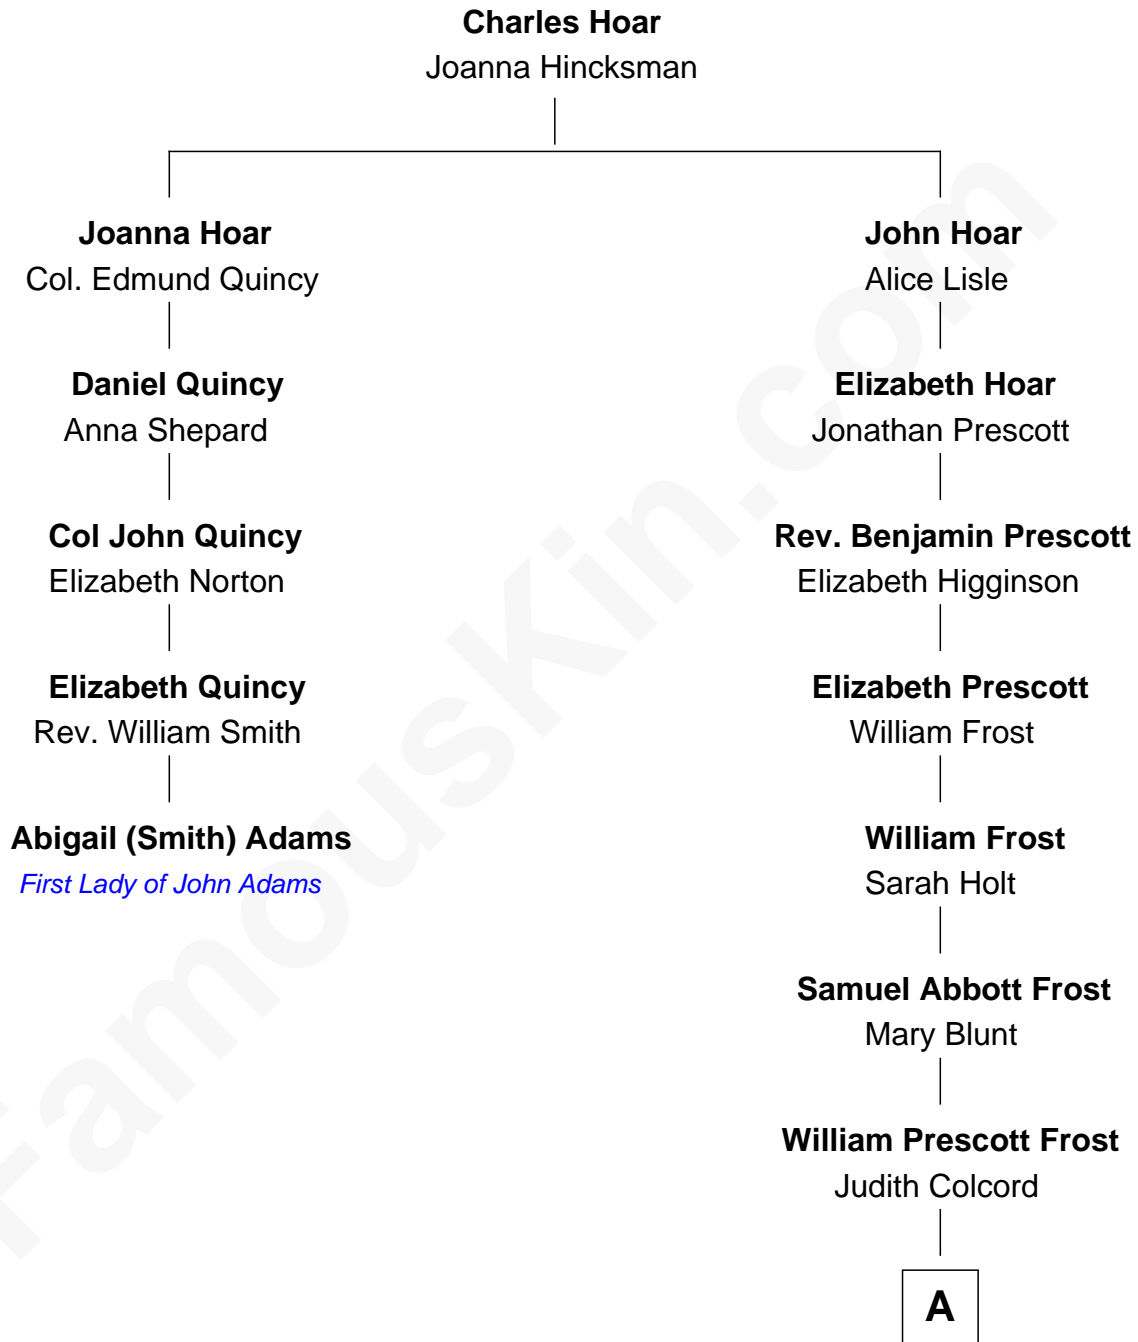 Charles Hoar
Joanna Hincksman
Joanna Hoar
Col. Edmund Quincy
Daniel Quincy
Anna Shepard
Col John Quincy
Elizabeth Norton
Elizabeth Quincy
Rev. William Smith
Abigail (Smith) Adams
First Lady of John Adams
John Hoar
Alice Lisle
Elizabeth Hoar
Jonathan Prescott
Rev. Benjamin Prescott
Elizabeth Higginson
Elizabeth Prescott
William Frost
William Frost
Sarah Holt
Samuel Abbott Frost
Mary Blunt
William Prescott Frost
Judith Colcord
A
FamousKin.com